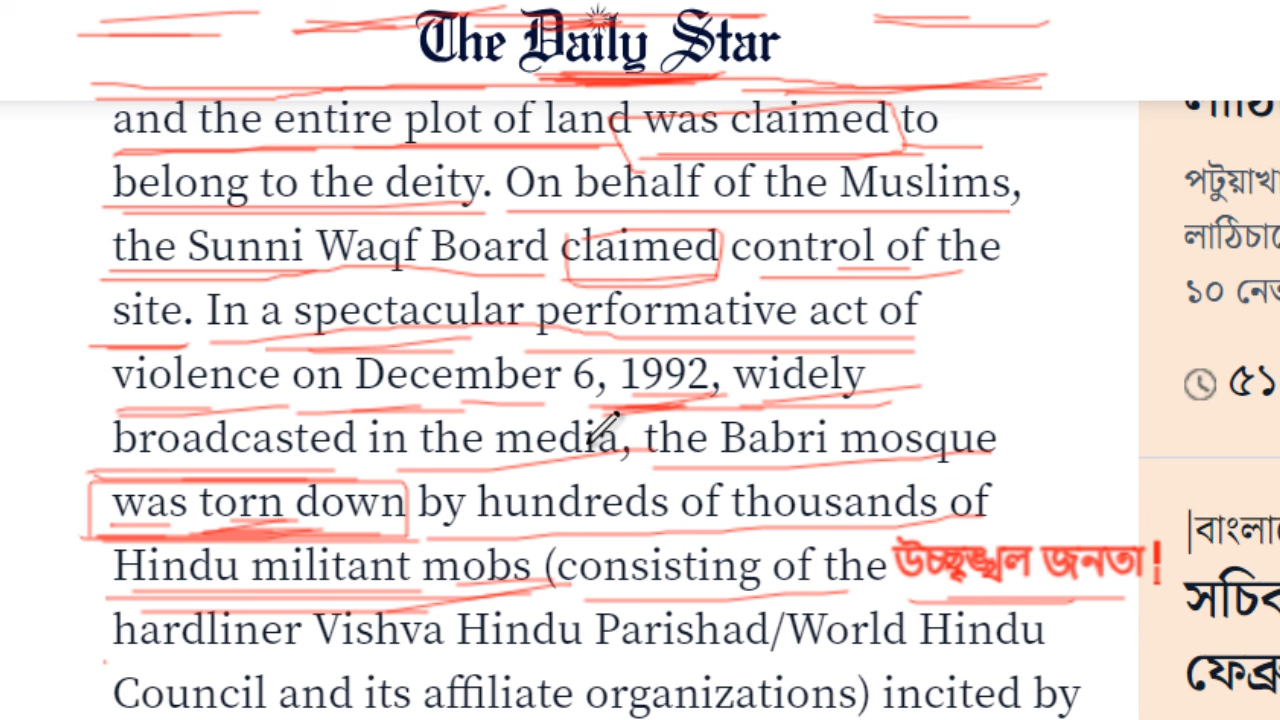 The Daily Star
and the entire plot of land was claimed to
belong to the deity. On behalf of the Muslims,
the Sunni Waqf Board claimed control of the
site. In a spectacular performative act of
violence on December 6, 1992, widely
broadcasted in the media, the Babri mosque
was torn down by hundreds of thousands of
Hindu militant mobs (consisting of the
উচ্ছৃঙ্খল জনতা!
hardliner Vishva Hindu Parishad/World Hindu
Council and its affiliate organizations) incited by
১০
৫১